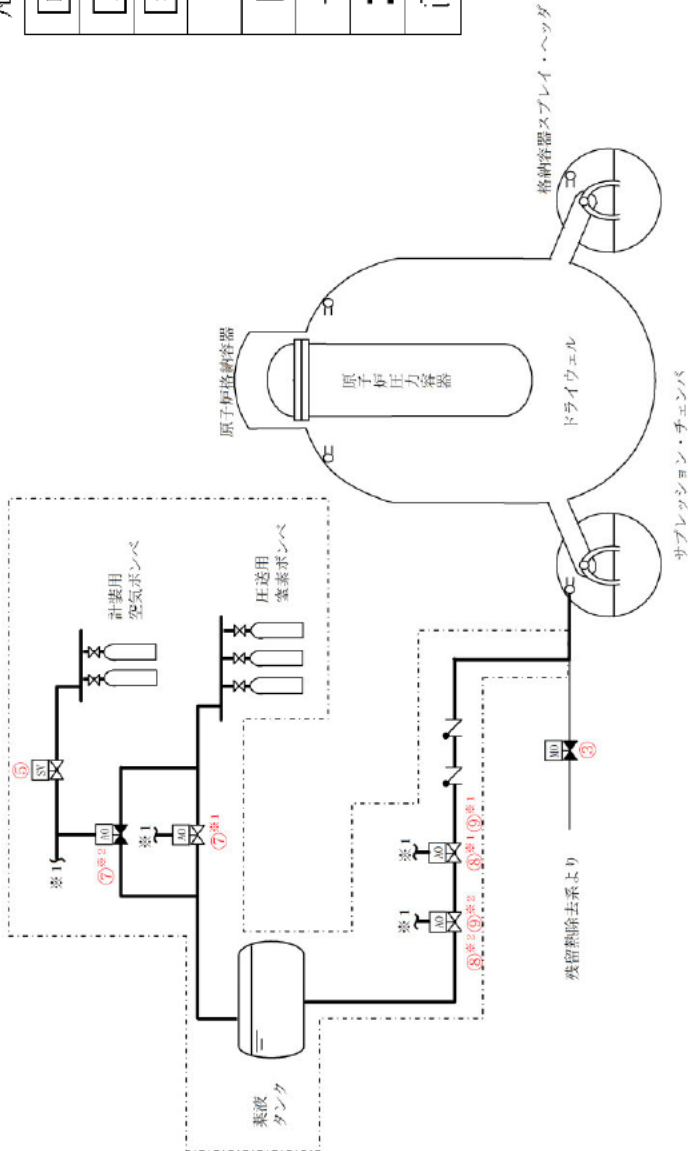 凡
格納容器スプレイ・ヘッダ
原子炉格納容器
原子炉圧力容器
ドライウェル
サプレッション・チェンバ
計装用
空気ボンベ
圧送用
窒素ボンベ
SV
⑤
※1
AO
⑦※2
※1
AO
⑦※1
※1
AO
⑧※1⑨※1
※1
AO
⑧※2⑨※2
MO
③
薬液
タンク
残留熱除去系より